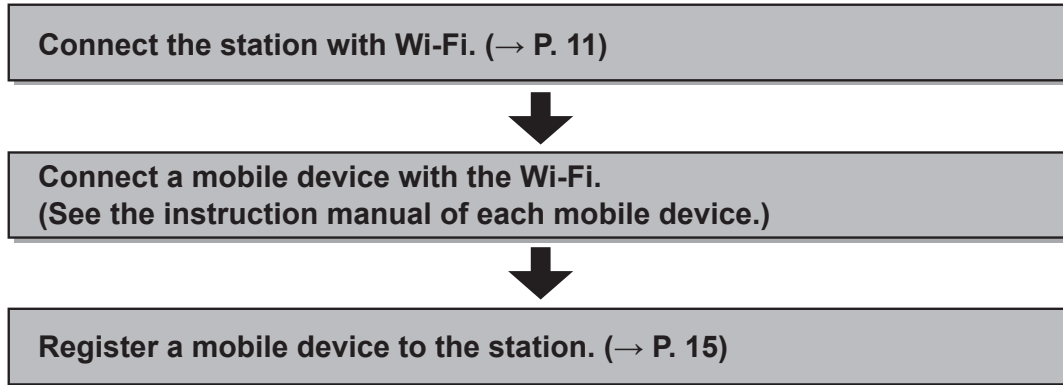 Connect the station with Wi-Fi. (→ P. 11)
Connect a mobile device with the Wi-Fi.
(See the instruction manual of each mobile device.)
Register a mobile device to the station. (→ P. 15)